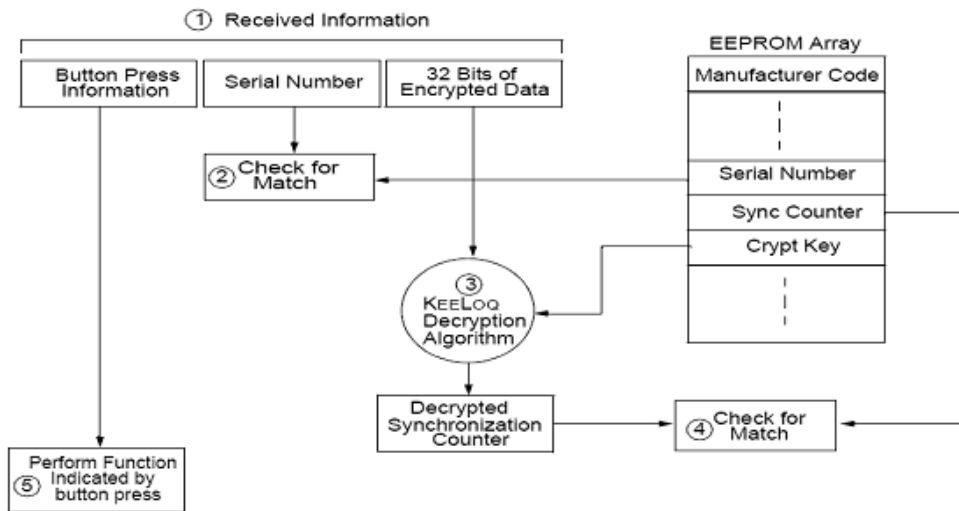 ① Received Information
EEPROM Array
Button Press
Information
Serial Number
32 Bits of
Encrypted Data
Manufacturer Code
② Check for
Match
Serial Number
Sync Counter
Crypt Key
③
KEELOQ
Decryption
Algorithm
Decrypted
Synchronization
Counter
④ Check for
Match
Perform Function
⑤ Indicated by
button press